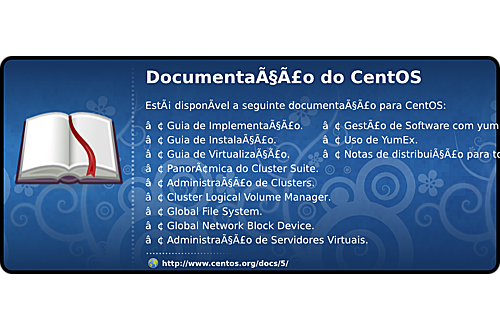 DocumentaÃ§Ã£o do CentOS
EstÃ¡ disponÃ­vel a seguinte documentaÃ§Ã£o para CentOS:
â ¢ Guia de ImplementaÃ§Ã£o.
â ¢ Guia de InstalaÃ§Ã£o.
â ¢ Guia de VirtualizaÃ§Ã£o.
â ¢ PanorÃ¢mica do Cluster Suite.
â ¢ AdministraÃ§Ã£o de Clusters.
â ¢ Cluster Logical Volume Manager.
â ¢ Global File System.
â ¢ Global Network Block Device.
â ¢ AdministraÃ§Ã£o de Servidores Virtuais.
â ¢ GestÃ£o de Software com yum
â ¢ Uso de YumEx.
â ¢ Notas de distribuiÃ§Ã£o para to
http://www.centos.org/docs/5/